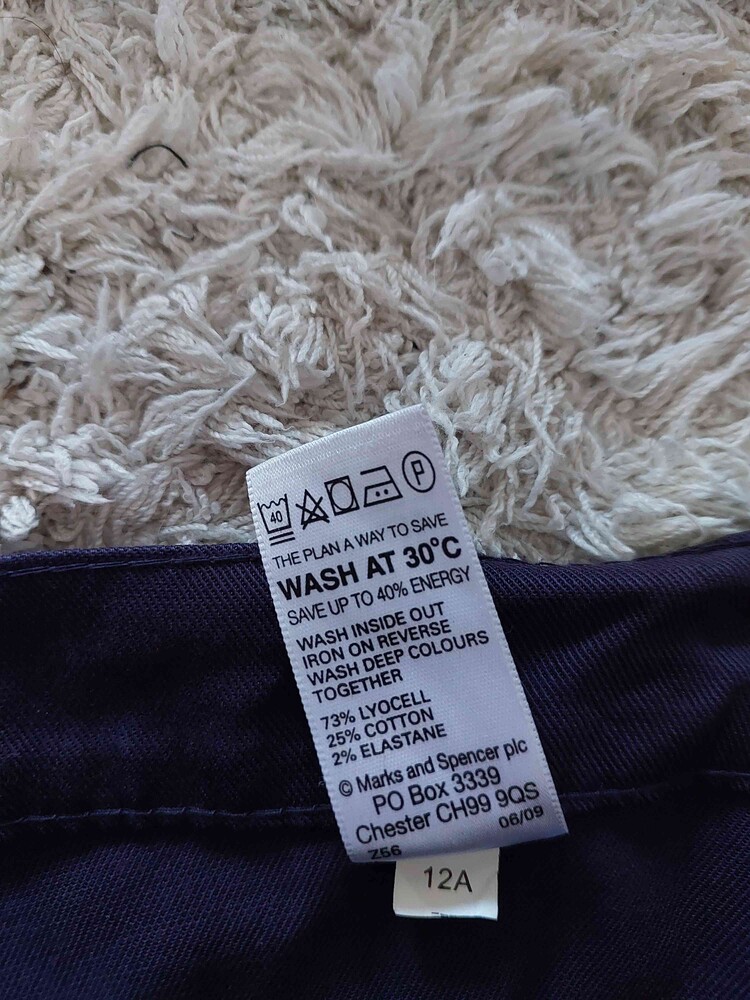 40 P
THE PLAN A WAY TO SAVE
WASH AT 30°C
SAVE UP TO 40% ENERGY
WASH INSIDE OUT
IRON ON REVERSE
WASH DEEP COLOURS
TOGETHER
73% LYOCELL
25% COTTON
2% ELASTANE
© Marks and Spencer plc
PO Box 3339
Chester CH99 9QS
Z56 06/09
12A